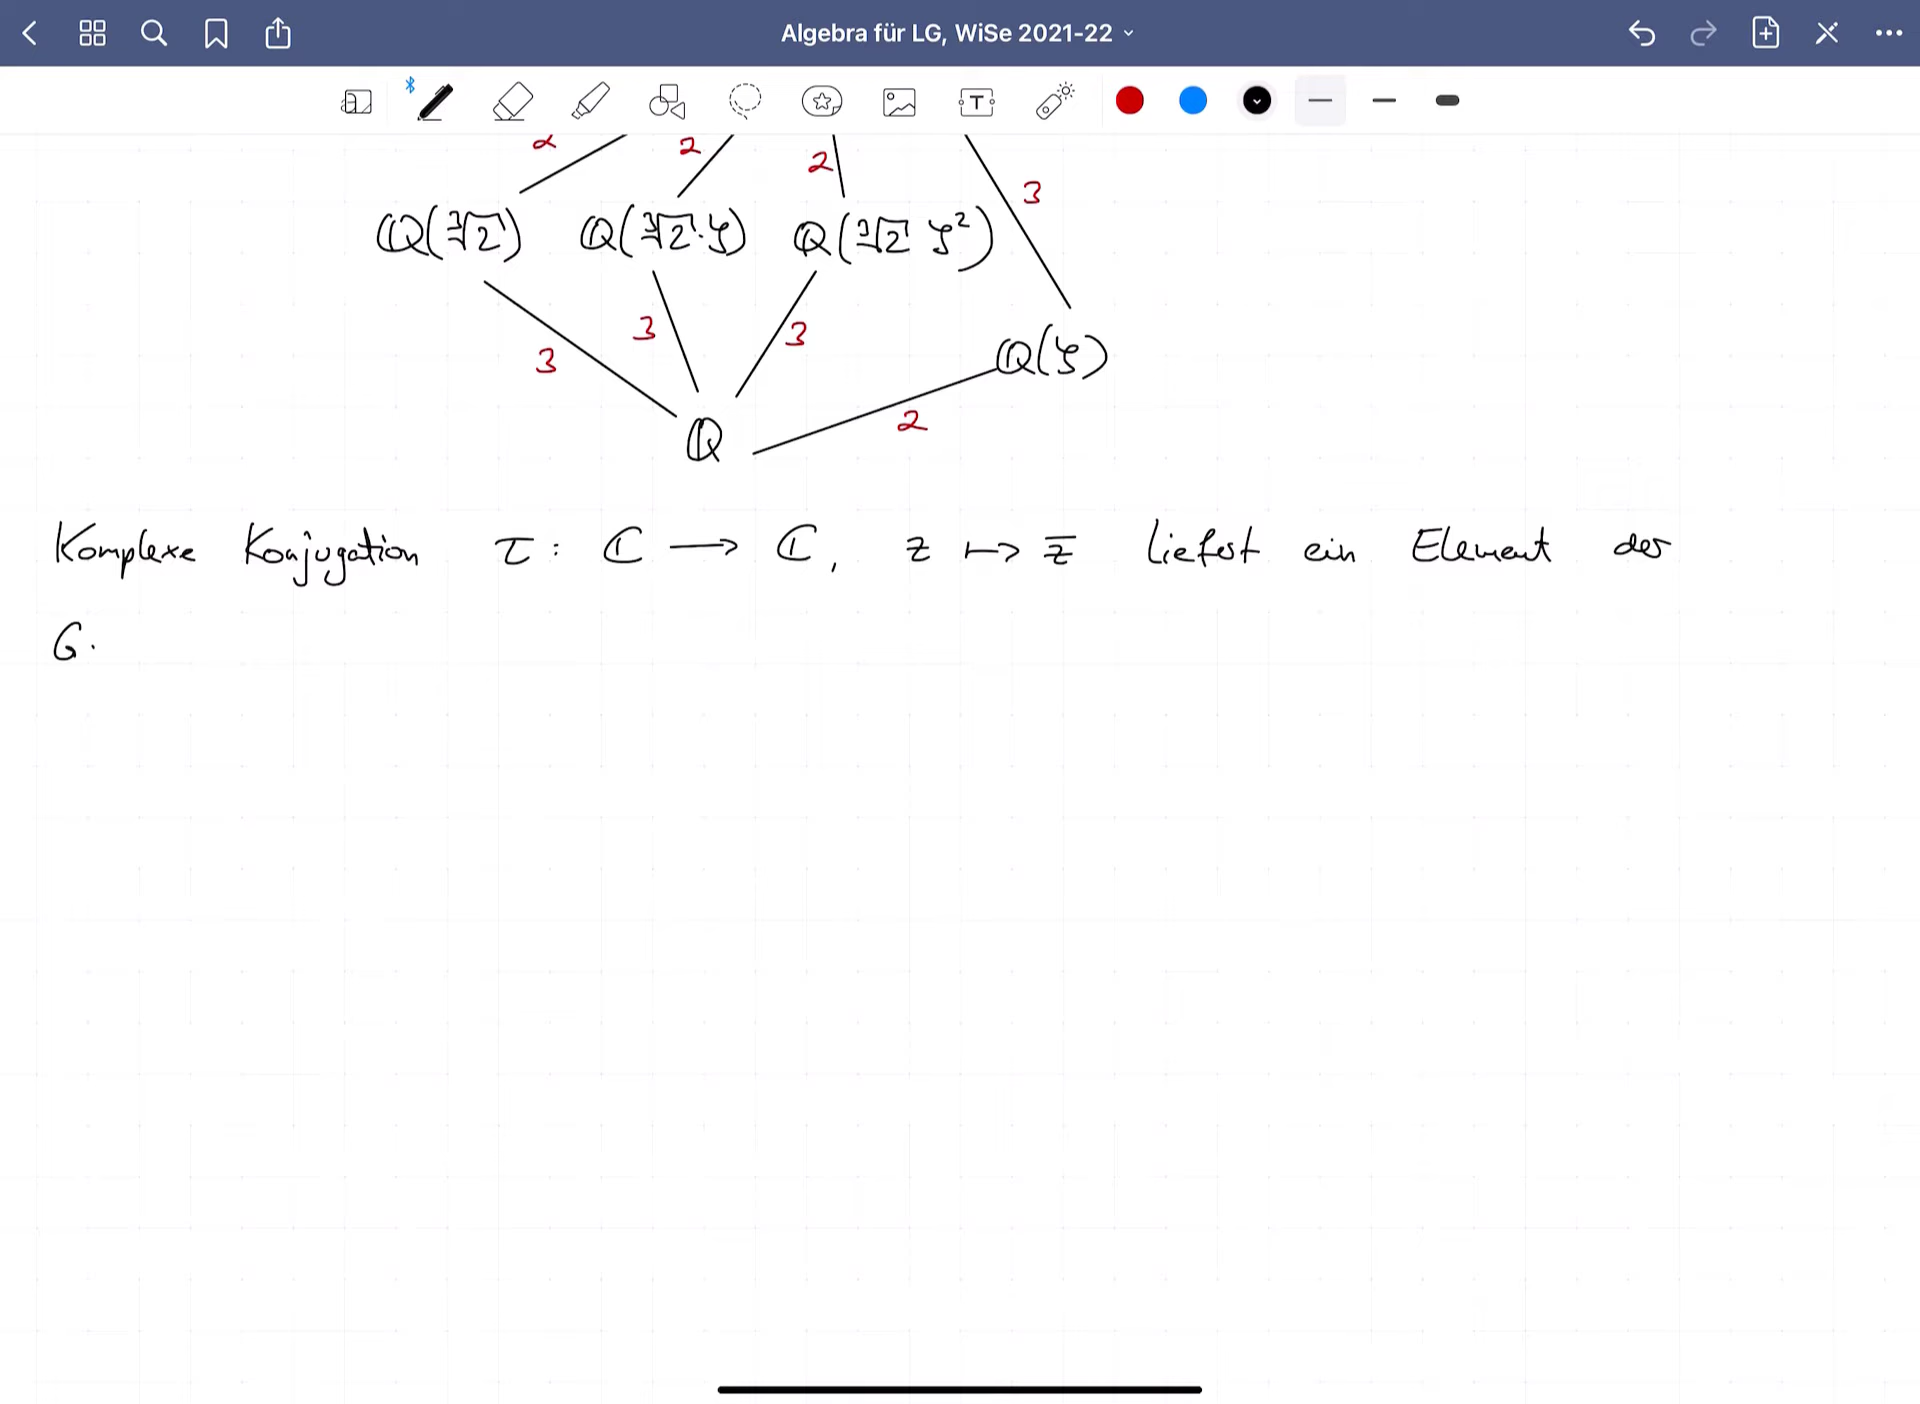 Algebra für LG, WiSe 2021-22
2 2 2 3
ℚ(∛2) ℚ(∛2·ζ) ℚ(∛2 ζ²)
3 3 3 ℚ(ζ)
ℚ 2
Komplexe Konjugation τ: ℂ ⟶ ℂ, z ↦ z̄ liefert ein Element der
G.